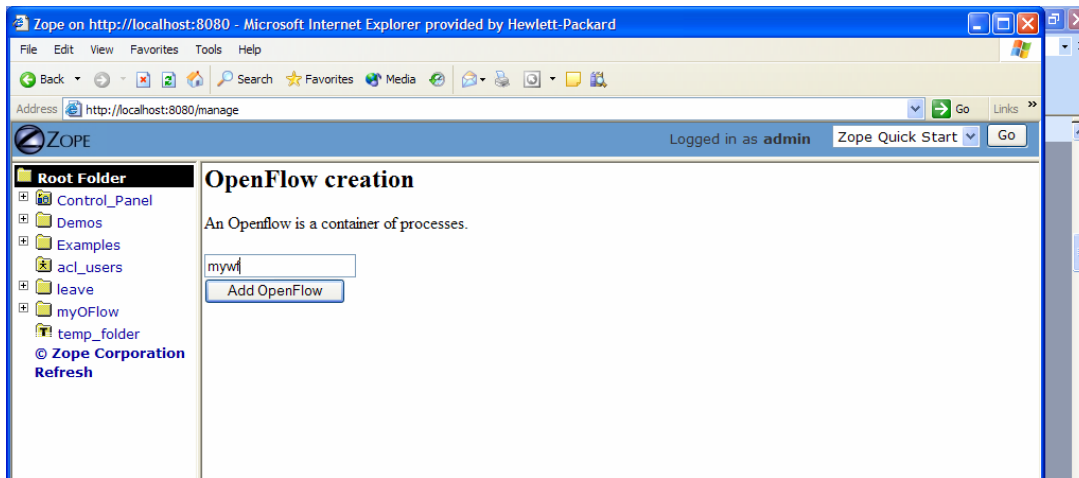 Zope on http://localhost:8080 - Microsoft Internet Explorer provided by Hewlett-Packard
File Edit View Favorites Tools Help
Back Search Favorites Media
Address http://localhost:8080/manage Go Links »
ZOPE Logged in as admin Zope Quick Start Go
Root Folder
Control_Panel
Demos
Examples
acl_users
leave
myOFlow
temp_folder
© Zope Corporation
Refresh
OpenFlow creation
An Openflow is a container of processes.
mywf
Add OpenFlow